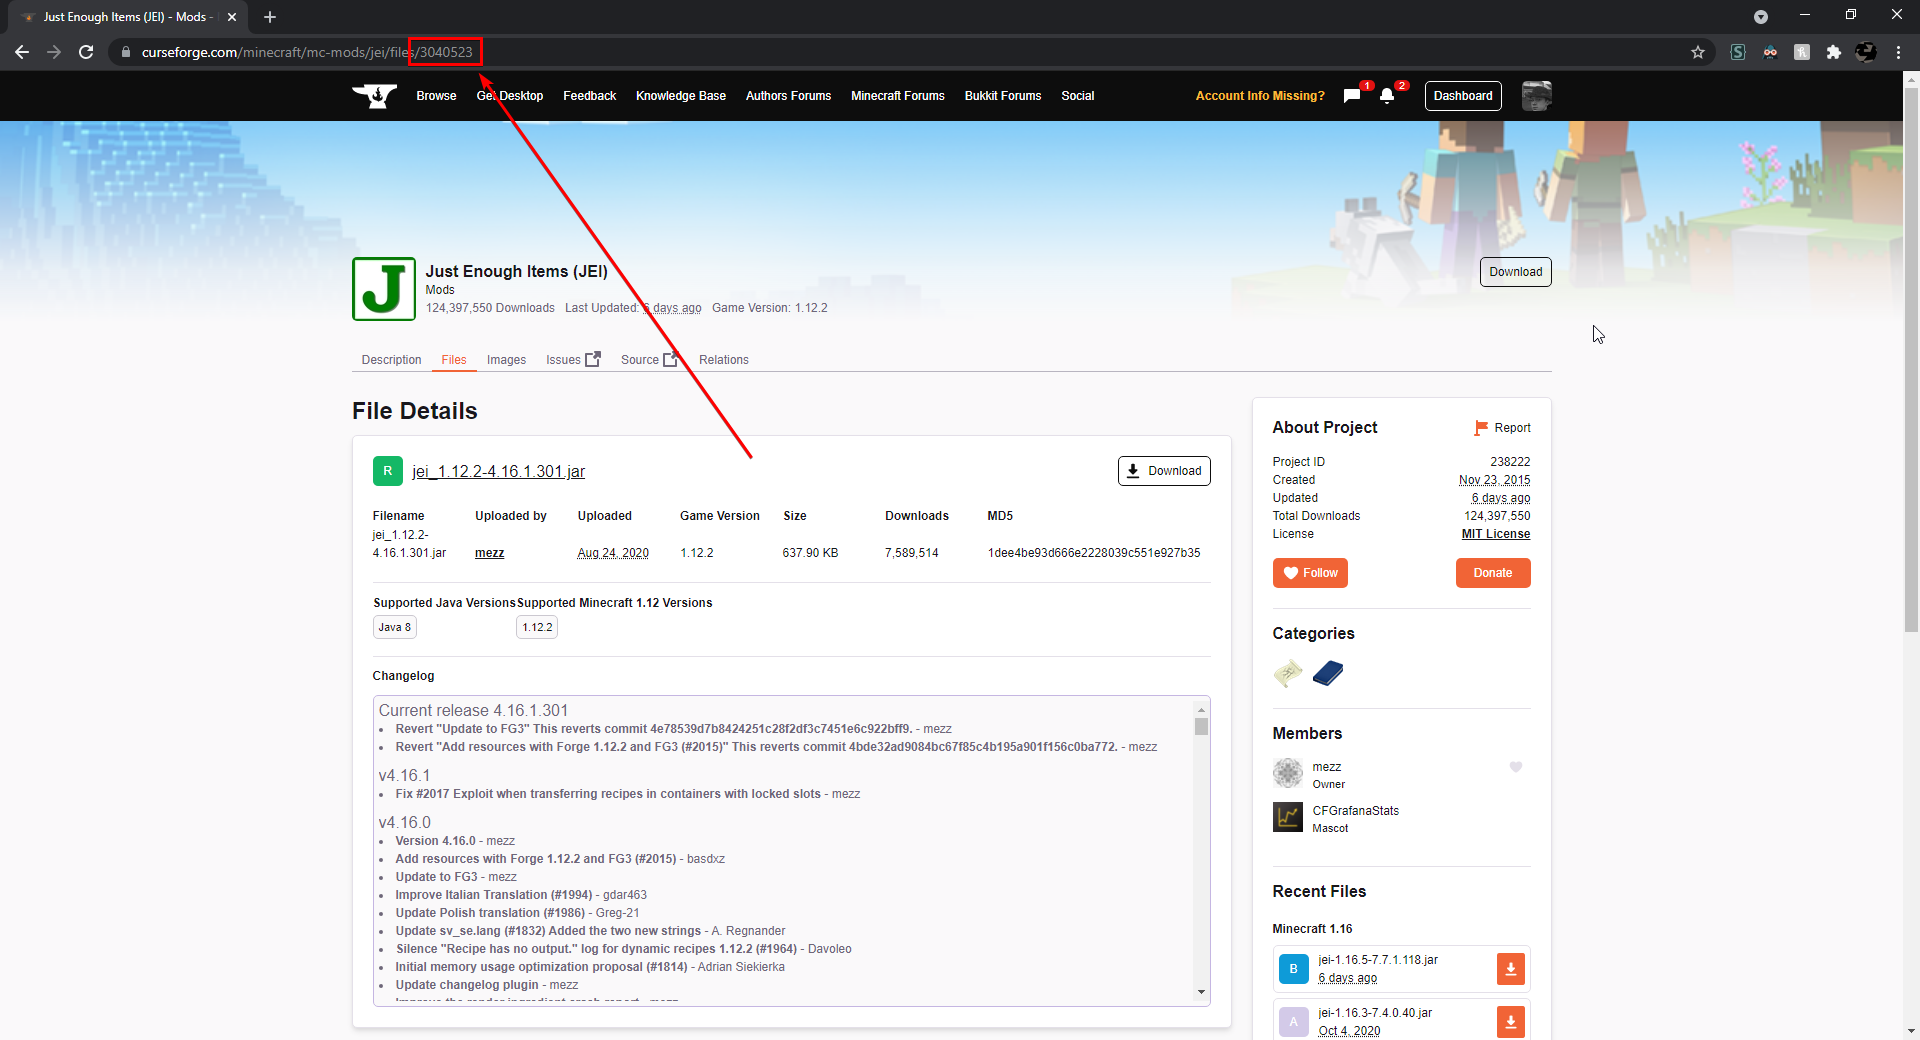 Just Enough Items (JEI) - Mods -
curseforge.com/minecraft/mc-mods/jei/files/3040523
Browse Get Desktop Feedback Knowledge Base Authors Forums Minecraft Forums Bukkit Forums Social Account Info Missing? 1 2 Dashboard
J
Just Enough Items (JEI)
Mods
124,397,550 Downloads Last Updated: 6 days ago Game Version: 1.12.2
Download
Description Files Images Issues Source Relations
File Details
R jei_1.12.2-4.16.1.301.jar Download
Filename Uploaded by Uploaded Game Version Size Downloads MD5
jei_1.12.2-
4.16.1.301.jar mezz Aug 24, 2020 1.12.2 637.90 KB 7,589,514 1dee4be93d666e2228039c551e927b35
Supported Java Versions Supported Minecraft 1.12 Versions
Java 8 1.12.2
Changelog
Current release 4.16.1.301
Revert "Update to FG3" This reverts commit 4e78539d7b8424251c28f2df3c7451e6c922bff9. - mezz
Revert "Add resources with Forge 1.12.2 and FG3 (#2015)" This reverts commit 4bde32ad9084bc67f85c4b195a901f156c0ba772. - mezz
v4.16.1
Fix #2017 Exploit when transferring recipes in containers with locked slots - mezz
v4.16.0
Version 4.16.0 - mezz
Add resources with Forge 1.12.2 and FG3 (#2015) - basdxz
Update to FG3 - mezz
Improve Italian Translation (#1994) - gdar463
Update Polish translation (#1986) - Greg-21
Update sv_se.lang (#1832) Added the two new strings - A. Regnander
Silence "Recipe has no output." log for dynamic recipes 1.12.2 (#1964) - Davoleo
Initial memory usage optimization proposal (#1814) - Adrian Siekierka
Update changelog plugin - mezz
Improve the render ingredient crash report - mezz
About Project Report
Project ID 238222
Created Nov 23, 2015
Updated 6 days ago
Total Downloads 124,397,550
License MIT License
Follow Donate
Categories
Members
mezz
Owner
CFGrafanaStats
Mascot
Recent Files
Minecraft 1.16
B jei-1.16.5-7.7.1.118.jar
6 days ago
A jei-1.16.3-7.4.0.40.jar
Oct 4, 2020